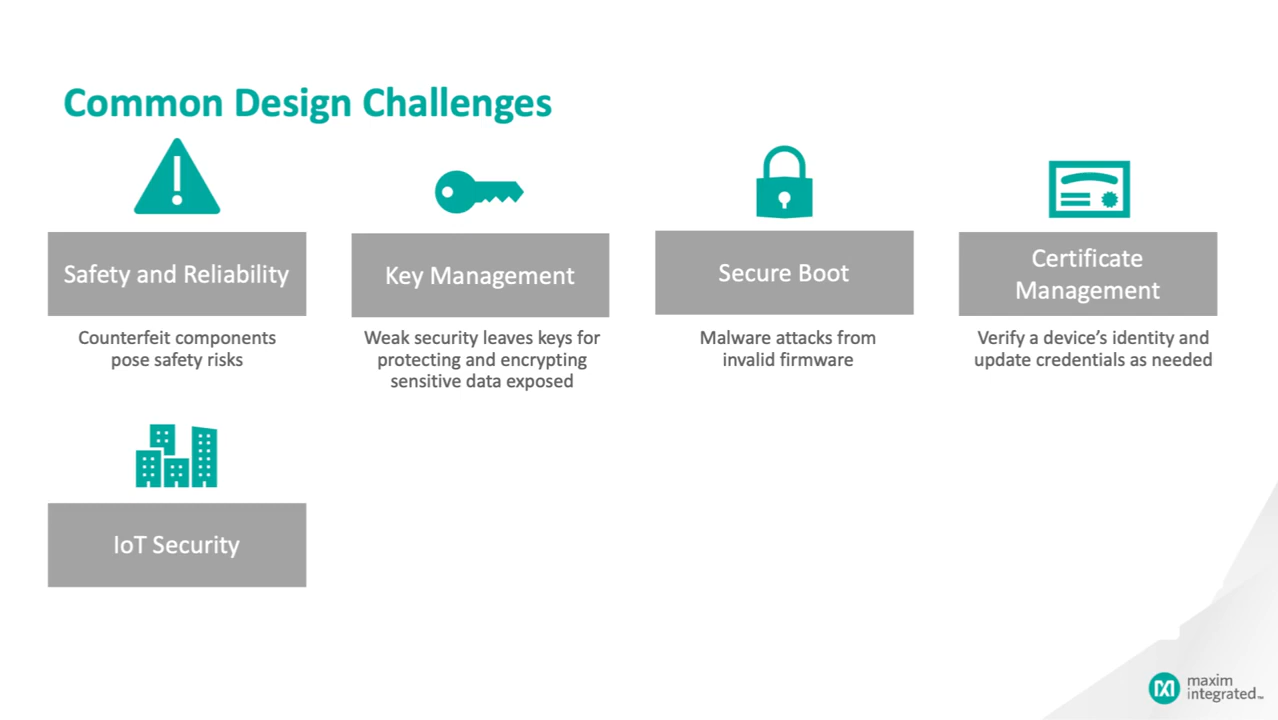 Common Design Challenges
Safety and Reliability
Counterfeit components
pose safety risks
Key Management
Weak security leaves keys for
protecting and encrypting
sensitive data exposed
Secure Boot
Malware attacks from
invalid firmware
Certificate
Management
Verify a device's identity and
update credentials as needed
IoT Security
maxim
integrated™